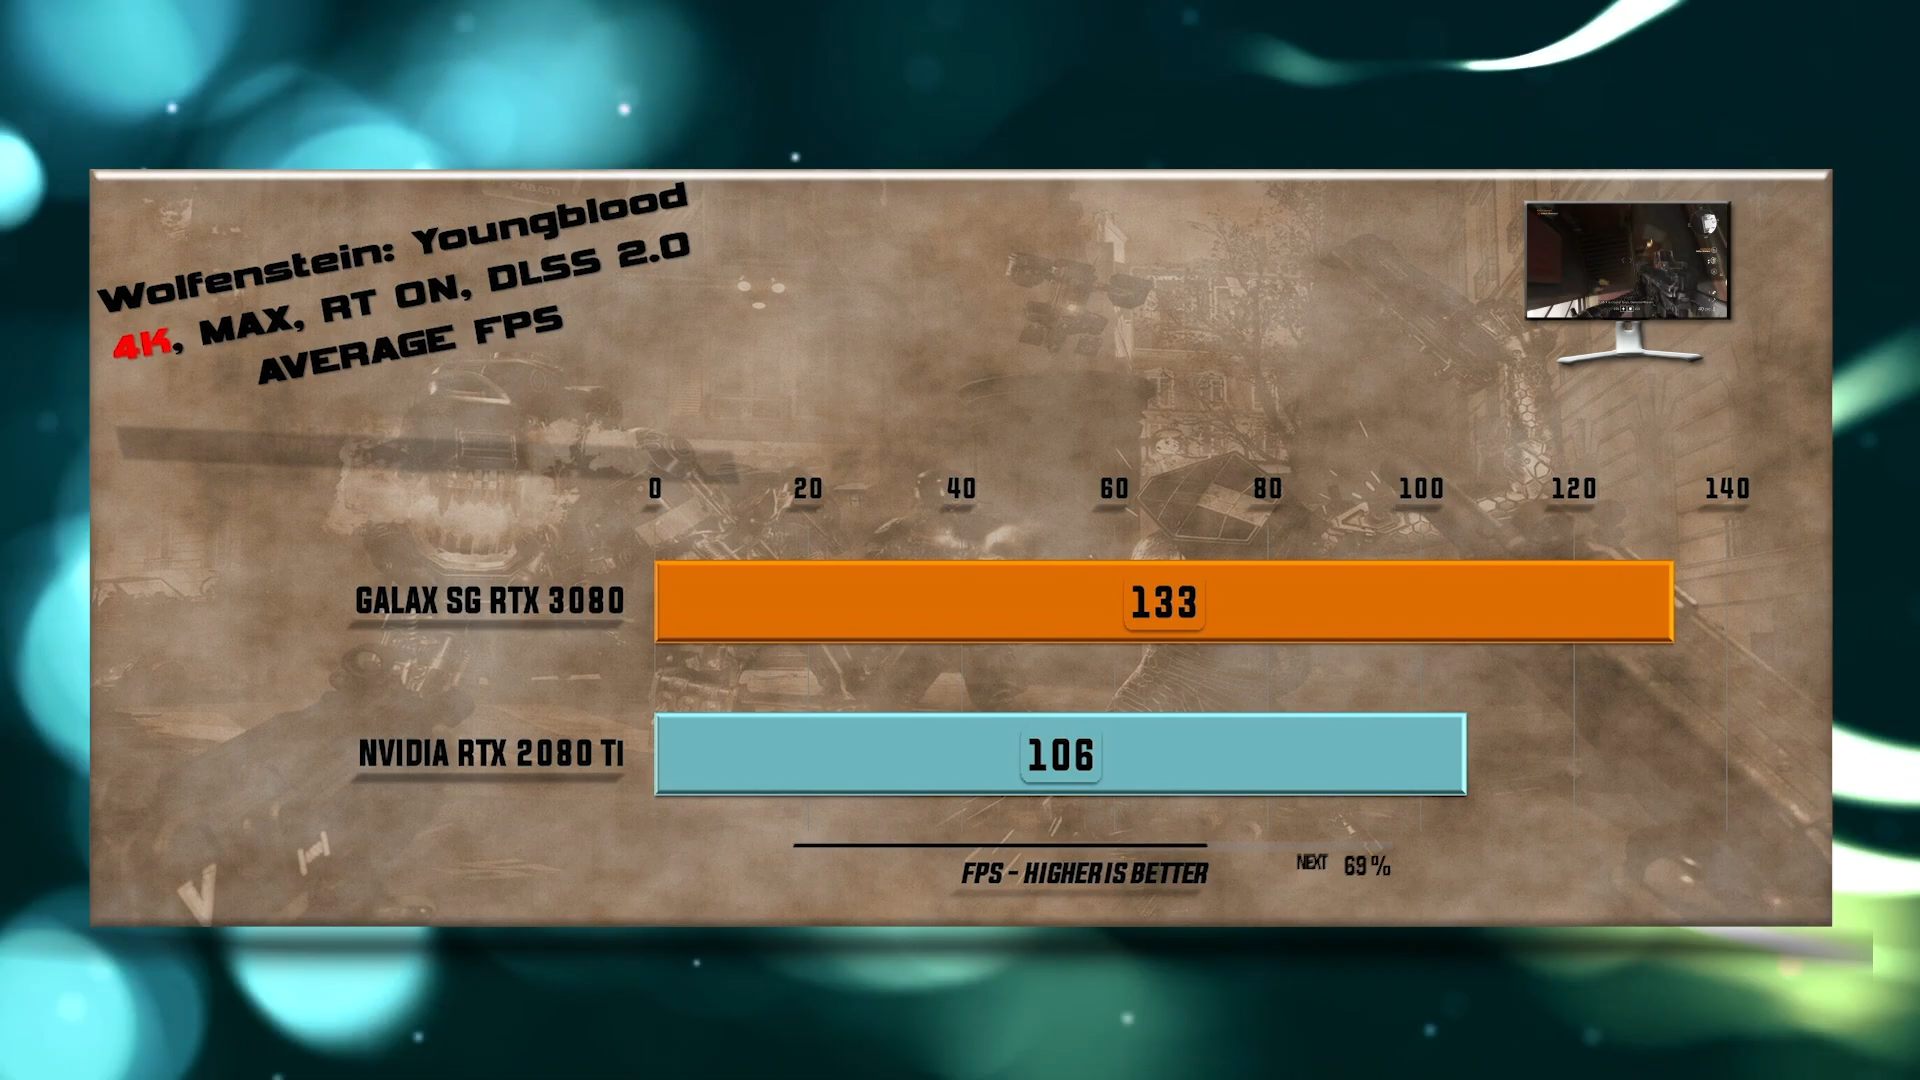 Wolfenstein: Youngblood
4K, MAX, RT ON, DLSS 2.0
AVERAGE FPS
0 20 40 60 80 100 120 140
GALAX SG RTX 3080 133
NVIDIA RTX 2080 TI 106
FPS - HIGHER IS BETTER
NEXT 69%